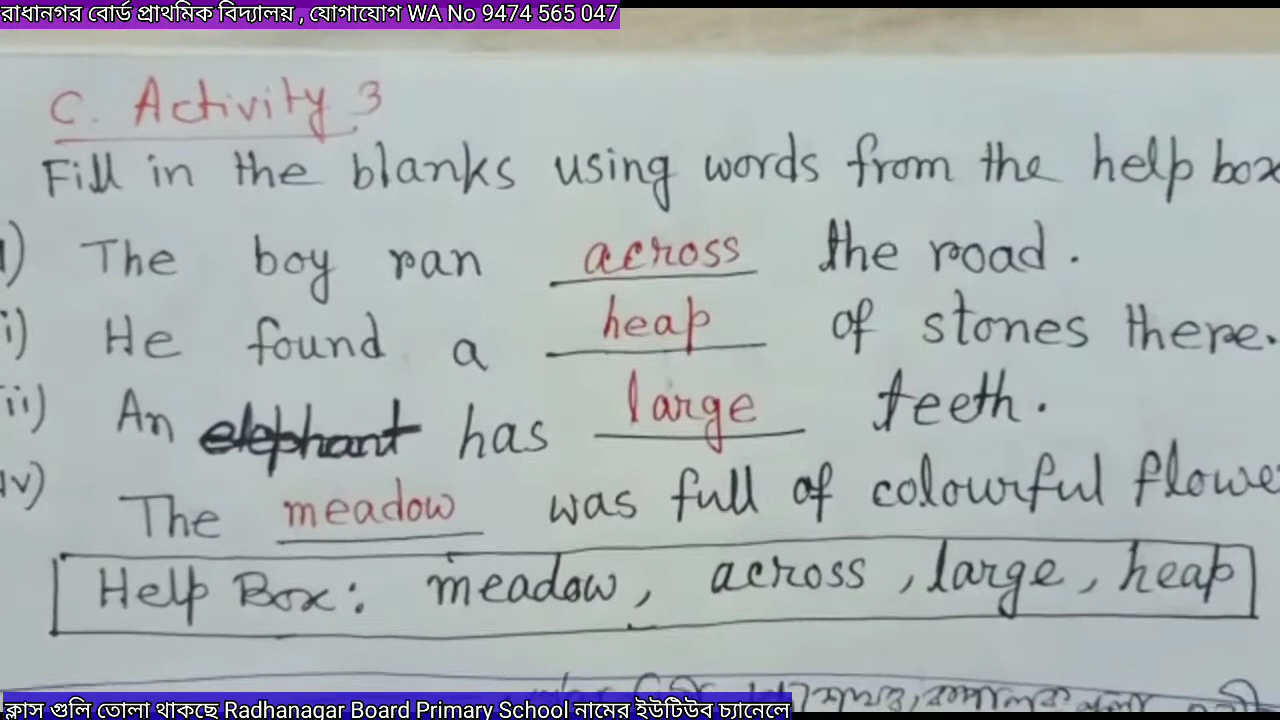 রাধানগর বোর্ড প্রাথমিক বিদ্যালয় , যোগাযোগ WA No 9474 565 047
C. Activity 3
Fill in the blanks using words from the help box
i) The boy ran across the road.
i) He found a heap of stones there.
ii) An elephant has large teeth.
iv) The meadow was full of colourful flowe
Help Box: meadow, across, large, heap
ক্লাস গুলি তোলা থাকছে Radhanagar Board Primary School নামের ইউটিউব চ্যানেলে